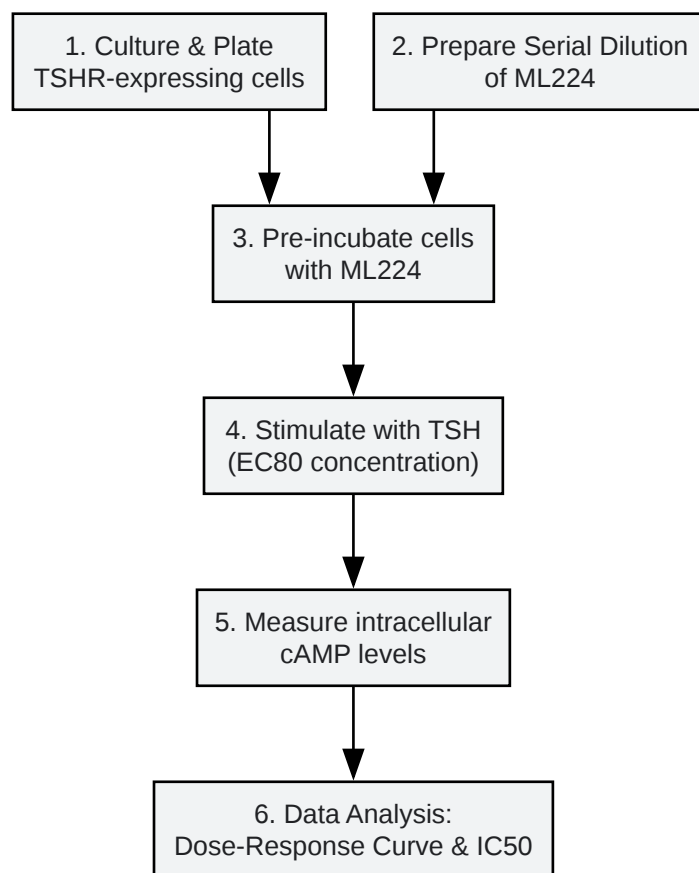 1. Culture & Plate
TSHR-expressing cells
2. Prepare Serial Dilution
of ML224
3. Pre-incubate cells
with ML224
4. Stimulate with TSH
(EC80 concentration)
5. Measure intracellular
cAMP levels
6. Data Analysis:
Dose-Response Curve & IC50